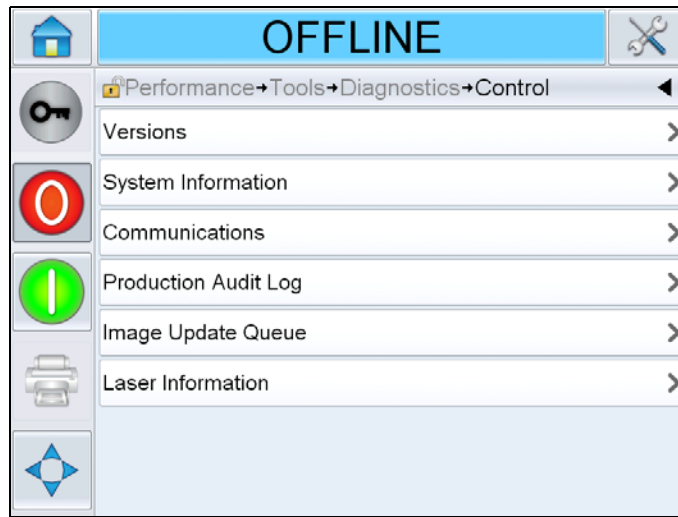 OFFLINE
Performance→Tools→Diagnostics→Control
Versions
System Information
Communications
Production Audit Log
Image Update Queue
Laser Information